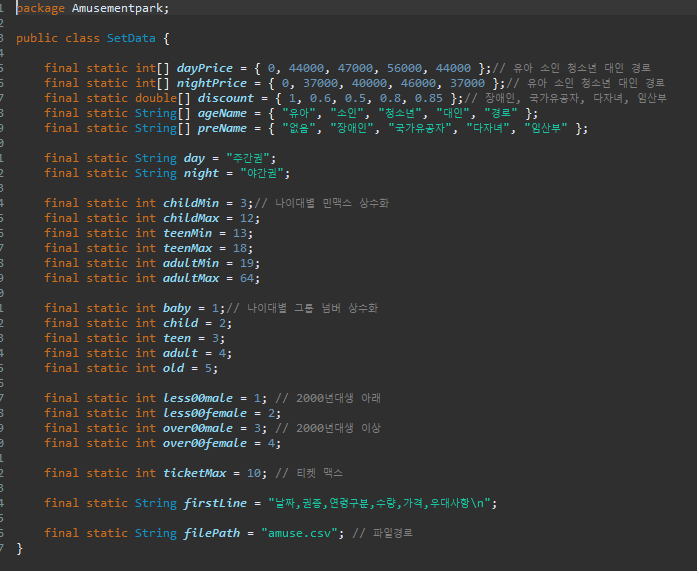 package Amusementpark;
public class SetData {
final static int[] dayPrice = { 0, 44000, 47000, 56000, 44000 };// 유아 소인 청소년 대인 경로
final static int[] nightPrice = { 0, 37000, 40000, 46000, 37000 };// 유아 소인 청소년 대인 경로
final static double[] discount = { 1, 0.6, 0.5, 0.8, 0.85 };// 장애인, 국가유공자, 다자녀, 임산부
final static String[] ageName = { "유아", "소인", "청소년", "대인", "경로" };
final static String[] preName = { "없음", "장애인", "국가유공자", "다자녀", "임산부" };
final static String day = "주간권";
final static String night = "야간권";
final static int childMin = 3;// 나이대별 민맥스 상수화
final static int childMax = 12;
final static int teenMin = 13;
final static int teenMax = 18;
final static int adultMin = 19;
final static int adultMax = 64;
final static int baby = 1;// 나이대별 그룹 넘버 상수화
final static int child = 2;
final static int teen = 3;
final static int adult = 4;
final static int old = 5;
final static int less00male = 1; // 2000년대생 아래
final static int less00female = 2;
final static int over00male = 3; // 2000년대생 이상
final static int over00female = 4;
final static int ticketMax = 10; // 티켓 맥스
final static String firstLine = "날짜,권종,연령구분,수량,가격,우대사항\n";
final static String filePath = "amuse.csv"; // 파일경로
}